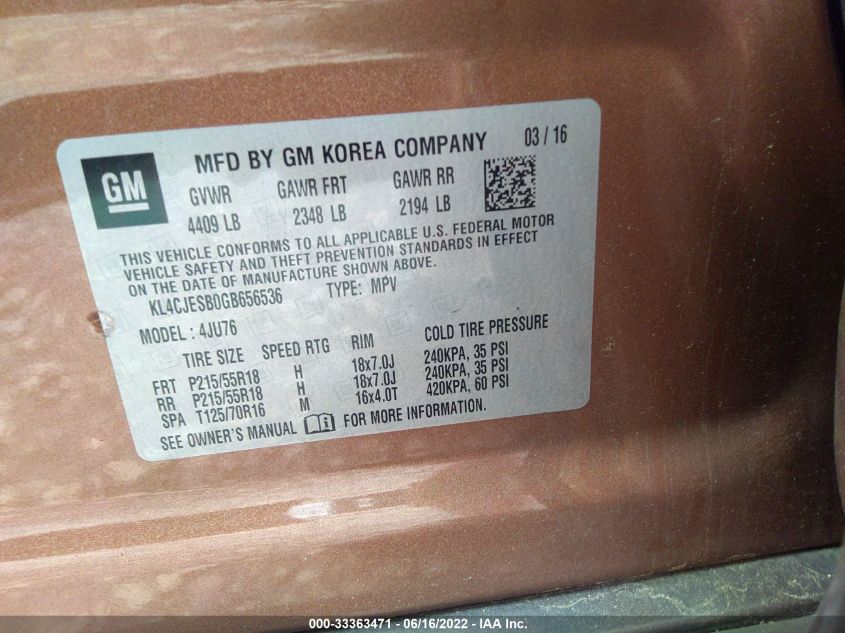 GM
MFD BY GM KOREA COMPANY 03 / 16
GVWR GAWR FRT GAWR RR
4409 LB 2348 LB 2194 LB
THIS VEHICLE CONFORMS TO ALL APPLICABLE U.S. FEDERAL MOTOR
VEHICLE SAFETY AND THEFT PREVENTION STANDARDS IN EFFECT
ON THE DATE OF MANUFACTURE SHOWN ABOVE.
KL4CJESB0GB656536 TYPE: MPV
MODEL : 4JU76
TIRE SIZE SPEED RTG RIM COLD TIRE PRESSURE
FRT P215/55R18 H 18x7.0J 240KPA, 35 PSI
RR P215/55R18 H 18x7.0J 240KPA, 35 PSI
SPA T125/70R16 M 16x4.0T 420KPA, 60 PSI
SEE OWNER'S MANUAL i FOR MORE INFORMATION.
000-33363471 - 06/16/2022 - IAA Inc.